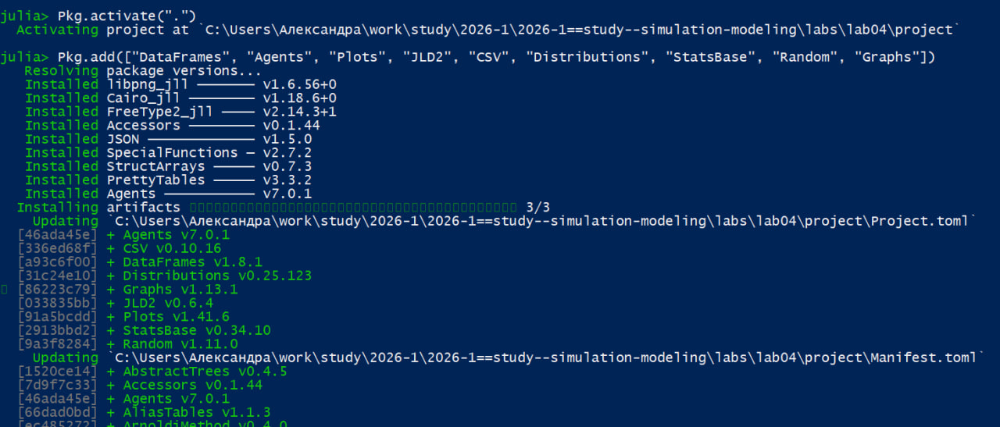 julia> Pkg.activate(".")
  Activating project at `C:\Users\Александра\work\study\2026-1\2026-1==study--simulation-modeling\labs\lab04\project`
julia> Pkg.add(["DataFrames", "Agents", "Plots", "JLD2", "CSV", "Distributions", "StatsBase", "Random", "Graphs"])
   Resolving package versions...
   Installed libpng_jll ─────── v1.6.56+0
   Installed Cairo_jll ──────── v1.18.6+0
   Installed FreeType2_jll ──── v2.14.3+1
   Installed Accessors ──────── v0.1.44
   Installed JSON ───────────── v1.5.0
   Installed SpecialFunctions ─ v2.7.2
   Installed StructArrays ───── v0.7.3
   Installed PrettyTables ───── v3.3.2
   Installed Agents ─────────── v7.0.1
  Installing artifacts 3/3
    Updating `C:\Users\Александра\work\study\2026-1\2026-1==study--simulation-modeling\labs\lab04\project\Project.toml`
  [46ada45e] + Agents v7.0.1
  [336ed68f] + CSV v0.10.16
  [a93c6f00] + DataFrames v1.8.1
  [31c24e10] + Distributions v0.25.123
  [86223c79] + Graphs v1.13.1
  [033835bb] + JLD2 v0.6.4
  [91a5bcdd] + Plots v1.41.6
  [2913bbd2] + StatsBase v0.34.10
  [9a3f8284] + Random v1.11.0
    Updating `C:\Users\Александра\work\study\2026-1\2026-1==study--simulation-modeling\labs\lab04\project\Manifest.toml`
  [1520ce14] + AbstractTrees v0.4.5
  [7d9f7c33] + Accessors v0.1.44
  [46ada45e] + Agents v7.0.1
  [66dad0bd] + AliasTables v1.1.3
  [ec485272] + ArnoldiMethod v0.4.0